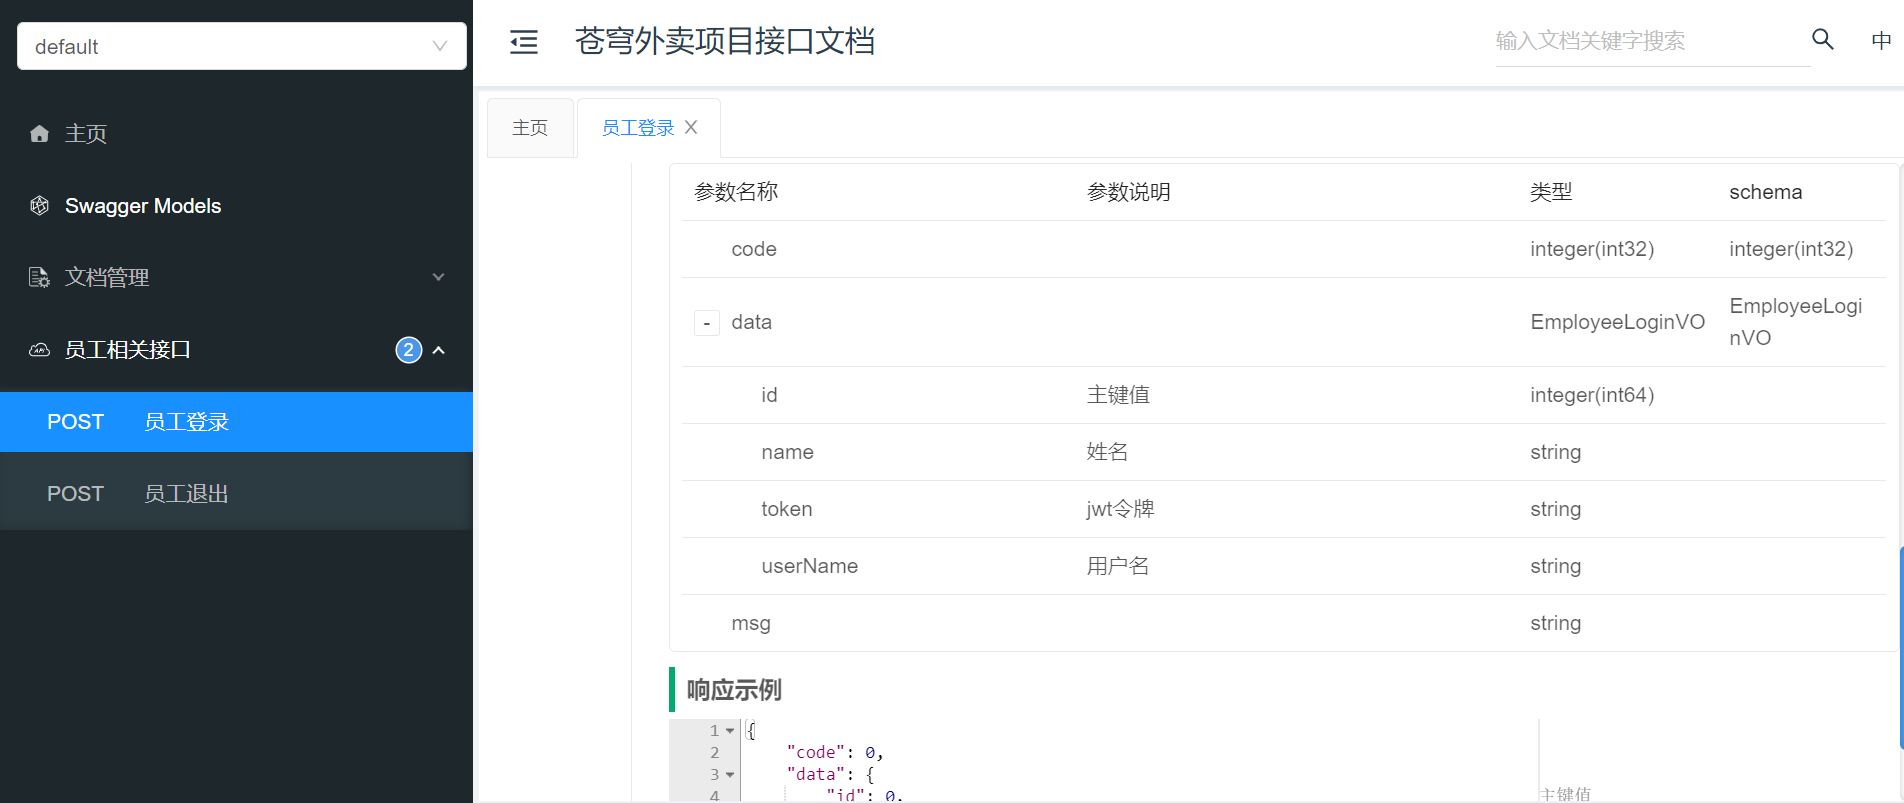 default
主页
Swagger Models
文档管理
员工相关接口 2
POST 员工登录
POST 员工退出
苍穹外卖项目接口文档
输入文档关键字搜索
中
主页
员工登录
参数名称 参数说明 类型 schema
code integer(int32) integer(int32)
- data EmployeeLoginVO EmployeeLogi
nVO
id 主键值 integer(int64)
name 姓名 string
token jwt令牌 string
userName 用户名 string
msg string
响应示例
1 {
2 "code": 0,
3 "data": {
4 "id": 0, 主键值